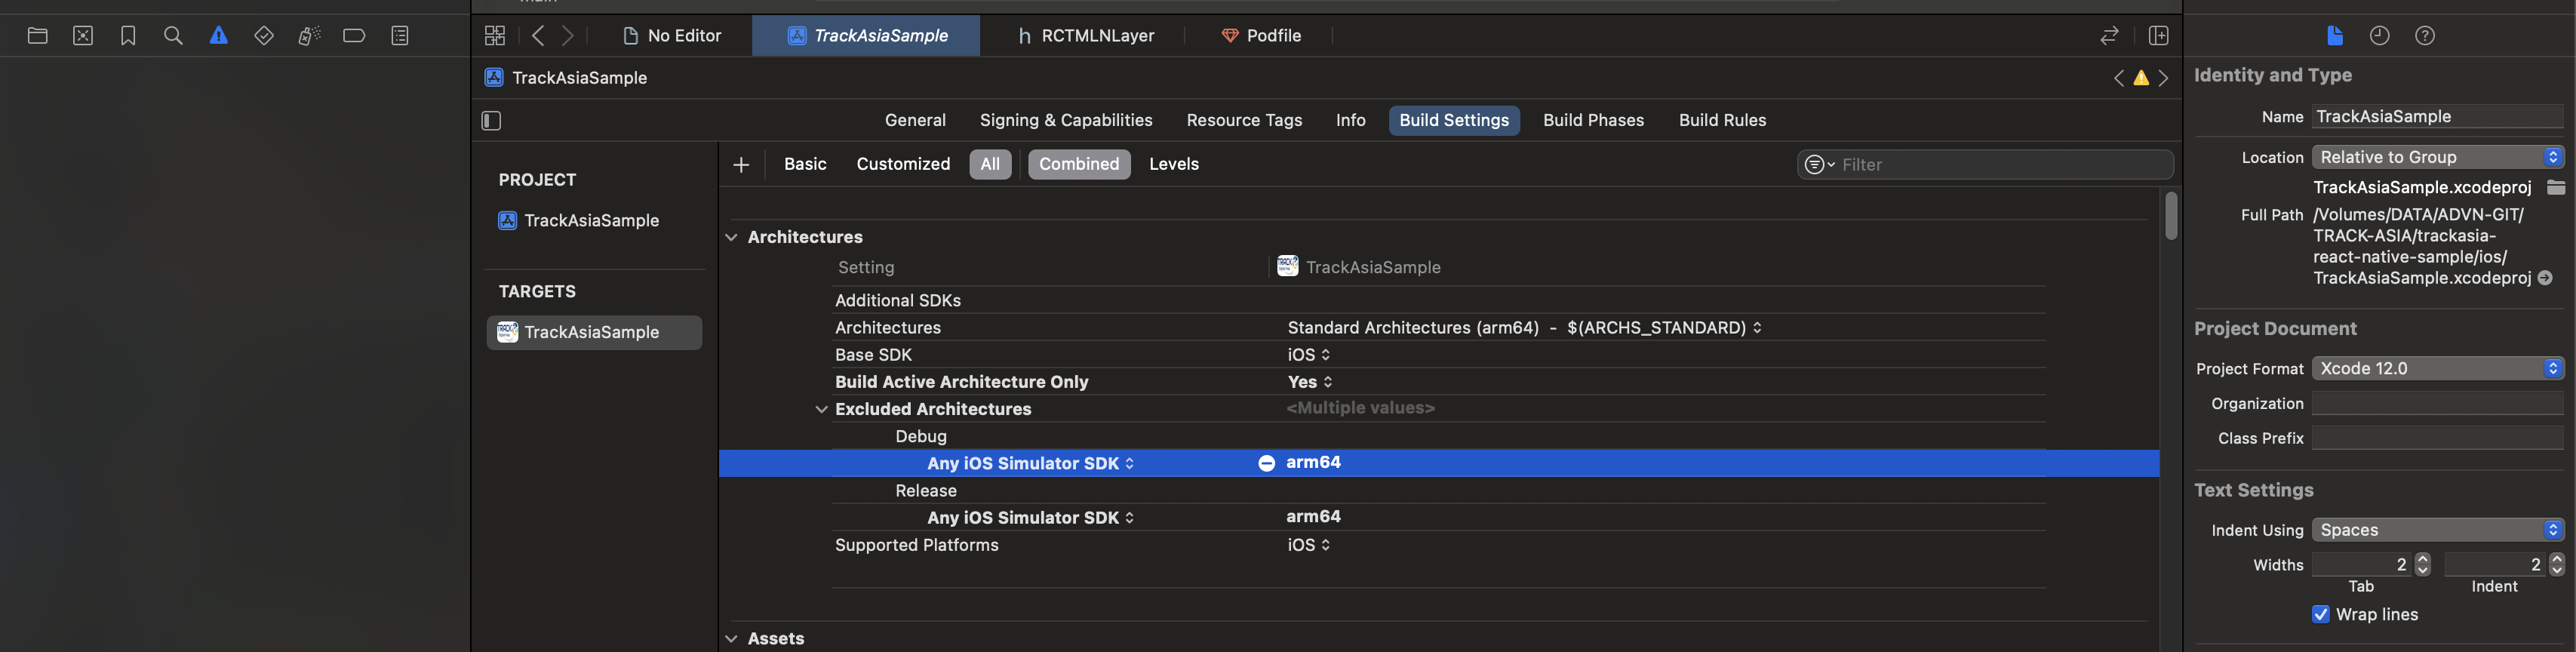 No Editor
TrackAsiaSample
RCTMLNLayer
Podfile
TrackAsiaSample
General Signing & Capabilities Resource Tags Info Build Settings Build Phases Build Rules
Basic Customized All Combined Levels
Filter
PROJECT
TrackAsiaSample
TARGETS
TrackAsiaSample
Architectures
Setting TrackAsiaSample
Additional SDKs
Architectures Standard Architectures (arm64) - $(ARCHS_STANDARD)
Base SDK iOS
Build Active Architecture Only Yes
Excluded Architectures <Multiple values>
Debug
Any iOS Simulator SDK arm64
Release
Any iOS Simulator SDK arm64
Supported Platforms iOS
Assets
Identity and Type
Name TrackAsiaSample
Location Relative to Group
TrackAsiaSample.xcodeproj
Full Path /Volumes/DATA/ADVN-GIT/
TRACK-ASIA/trackasia-
react-native-sample/ios/
TrackAsiaSample.xcodeproj
Project Document
Project Format Xcode 12.0
Organization
Class Prefix
Text Settings
Indent Using Spaces
Widths 2 2
Tab Indent
Wrap lines